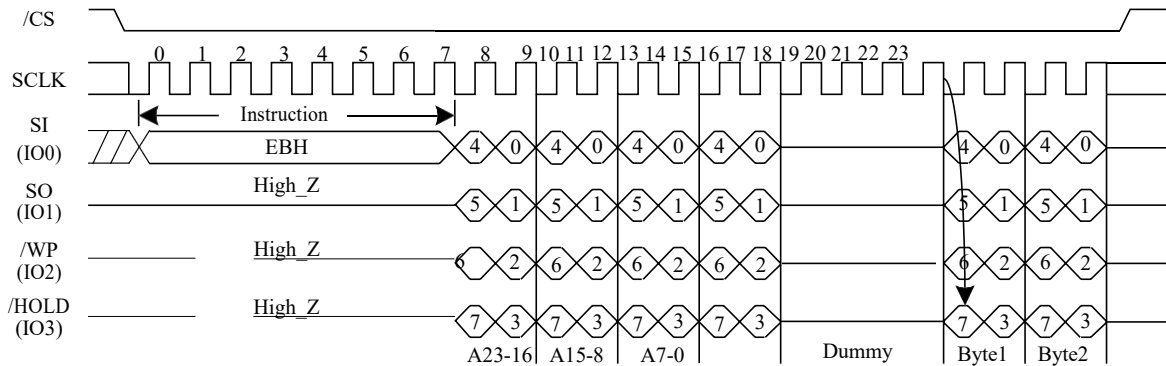 /CS
0 1 2 3 4 5 6 7 8 9 10 11 12 13 14 15 16 17 18 19 20 21 22 23
SCLK
Instruction
SI
(IO0)
EBH
4 0 4 0 4 0 4 0 4 0 4 0
High_Z
SO
(IO1)
5 1 5 1 5 1 5 1 5 1 5 1
High_Z
/WP
(IO2)
6 2 6 2 6 2 6 2 6 2 6 2
High_Z
/HOLD
(IO3)
7 3 7 3 7 3 7 3 7 3 7 3
A23-16 A15-8 A7-0 Dummy Byte1 Byte2